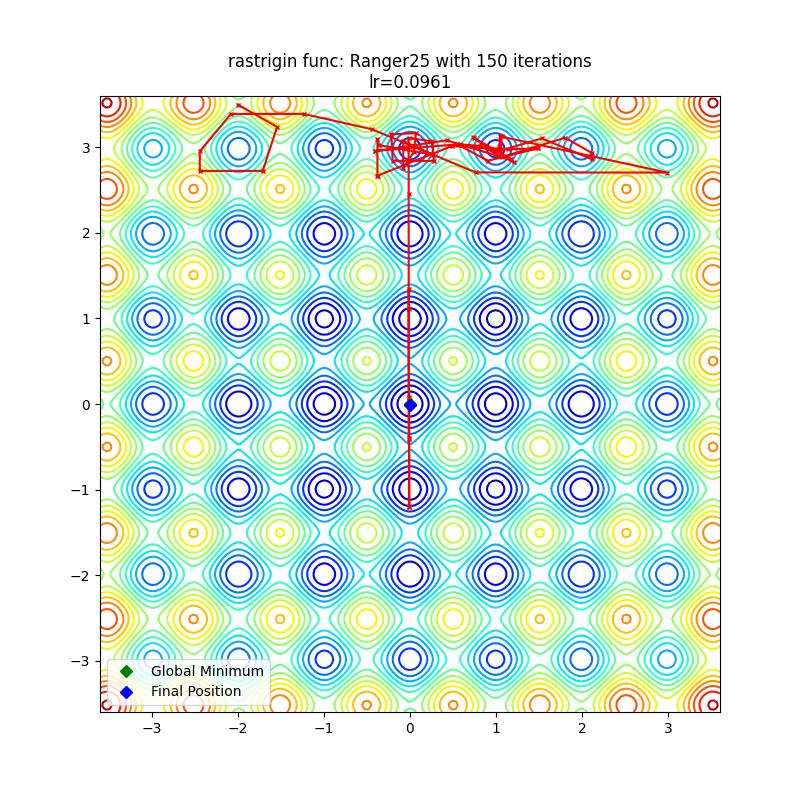 rastrigin func: Ranger25 with 150 iterations
lr=0.0961
3
2
1
0
−1
−2
−3
Global Minimum
Final Position
−3 −2 −1 0 1 2 3